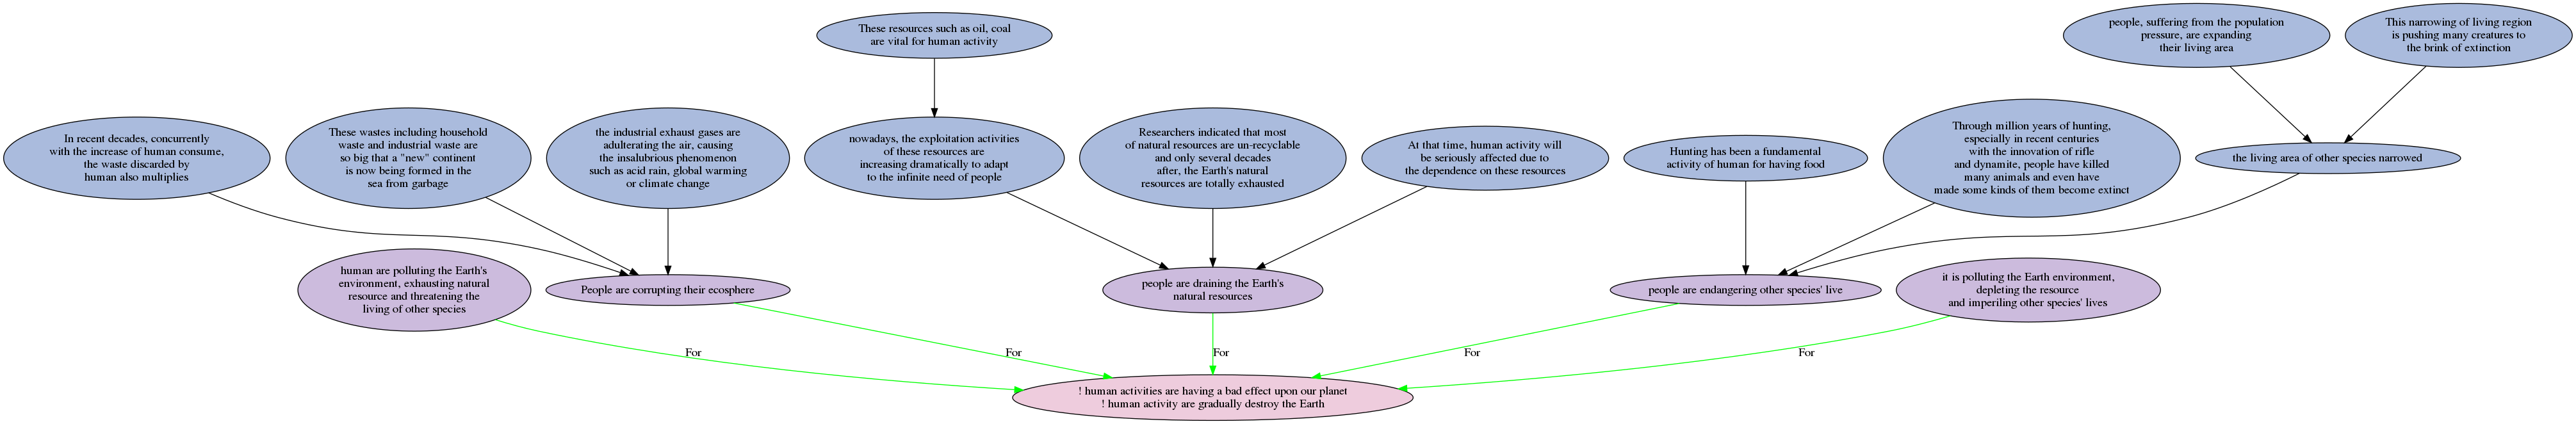 These resources such as oil, coal
are vital for human activity
people, suffering from the population
pressure, are expanding
their living area
This narrowing of living region
is pushing many creatures to
the brink of extinction
In recent decades, concurrently
with the increase of human consume,
the waste discarded by
human also multiplies
These wastes including household
waste and industrial waste are
so big that a "new" continent
is now being formed in the
sea from garbage
the industrial exhaust gases are
adulterating the air, causing
the insalubrious phenomenon
such as acid rain, global warming
or climate change
nowadays, the exploitation activities
of these resources are
increasing dramatically to adapt
to the infinite need of people
Researchers indicated that most
of natural resources are un-recyclable
and only several decades
after, the Earth's natural
resources are totally exhausted
At that time, human activity will
be seriously affected due to
the dependence on these resources
Hunting has been a fundamental
activity of human for having food
Through million years of hunting,
especially in recent centuries
with the innovation of rifle
and dynamite, people have killed
many animals and even have
made some kinds of them become extinct
the living area of other species narrowed
human are polluting the Earth's
environment, exhausting natural
resource and threatening the
living of other species
People are corrupting their ecosphere
people are draining the Earth's
natural resources
people are endangering other species' live
it is polluting the Earth environment,
depleting the resource
and imperiling other species' lives
For
For
For
For
For
! human activities are having a bad effect upon our planet
! human activity are gradually destroy the Earth